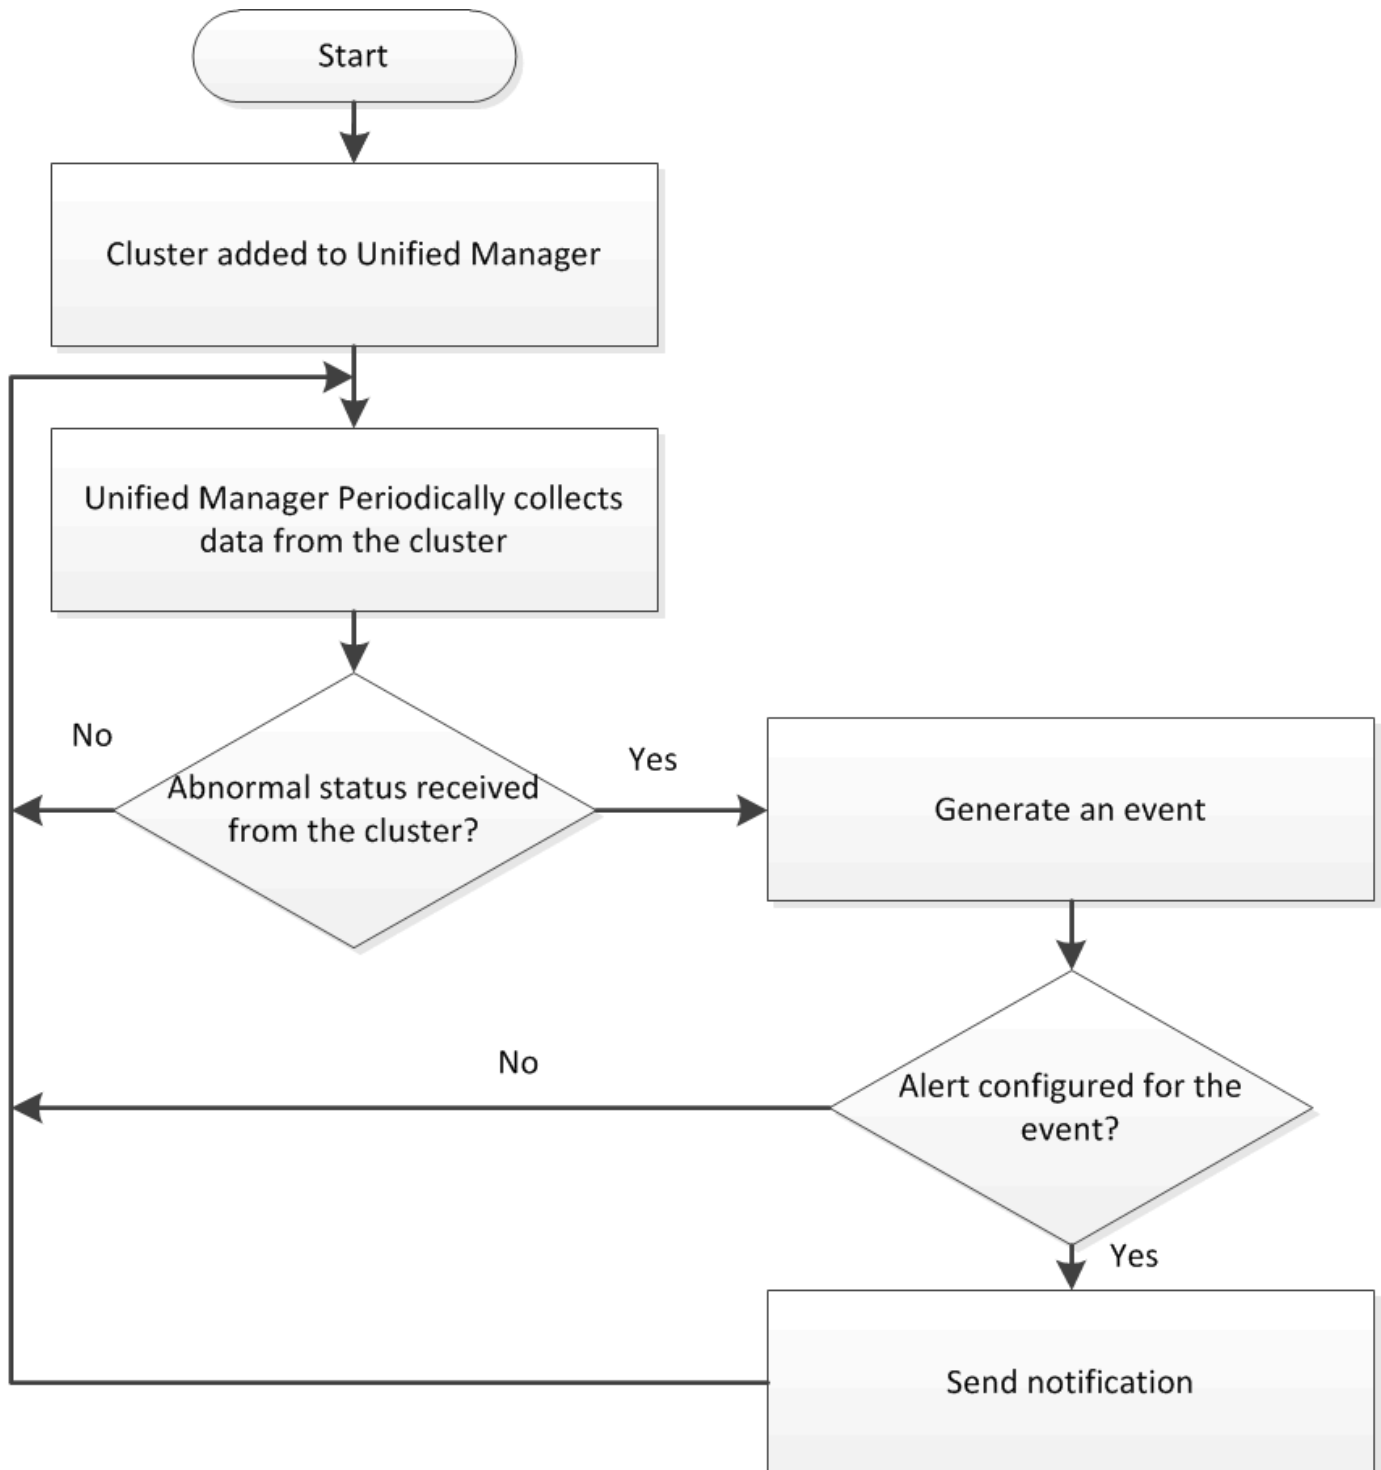 Start
Cluster added to Unified Manager
Unified Manager Periodically collects
data from the cluster
No
Abnormal status received
from the cluster?
Yes
Generate an event
No
Alert configured for the
event?
Yes
Send notification